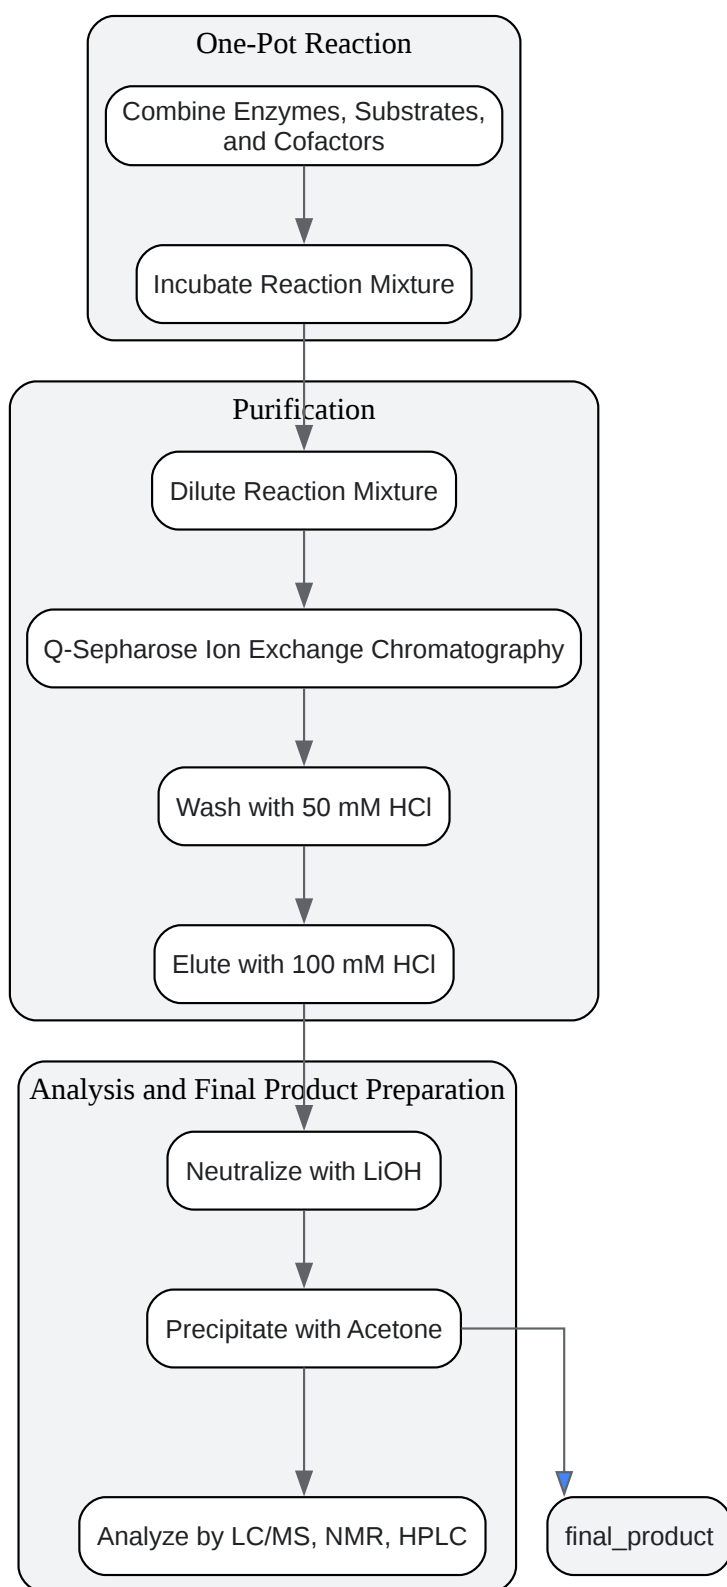 One-Pot Reaction
Combine Enzymes, Substrates,
and Cofactors
Incubate Reaction Mixture
Purification
Dilute Reaction Mixture
Q-Sepharose Ion Exchange Chromatography
Wash with 50 mM HCl
Elute with 100 mM HCl
Analysis and Final Product Preparation
Neutralize with LiOH
Precipitate with Acetone
Analyze by LC/MS, NMR, HPLC
final_product